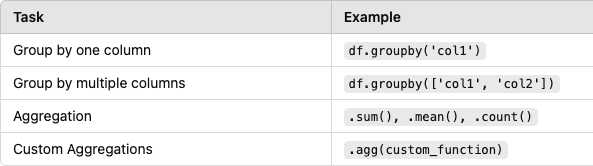 Task Example
Group by one column df.groupby('col1')
Group by multiple columns df.groupby(['col1', 'col2'])
Aggregation .sum(), .mean(), .count()
Custom Aggregations .agg(custom_function)